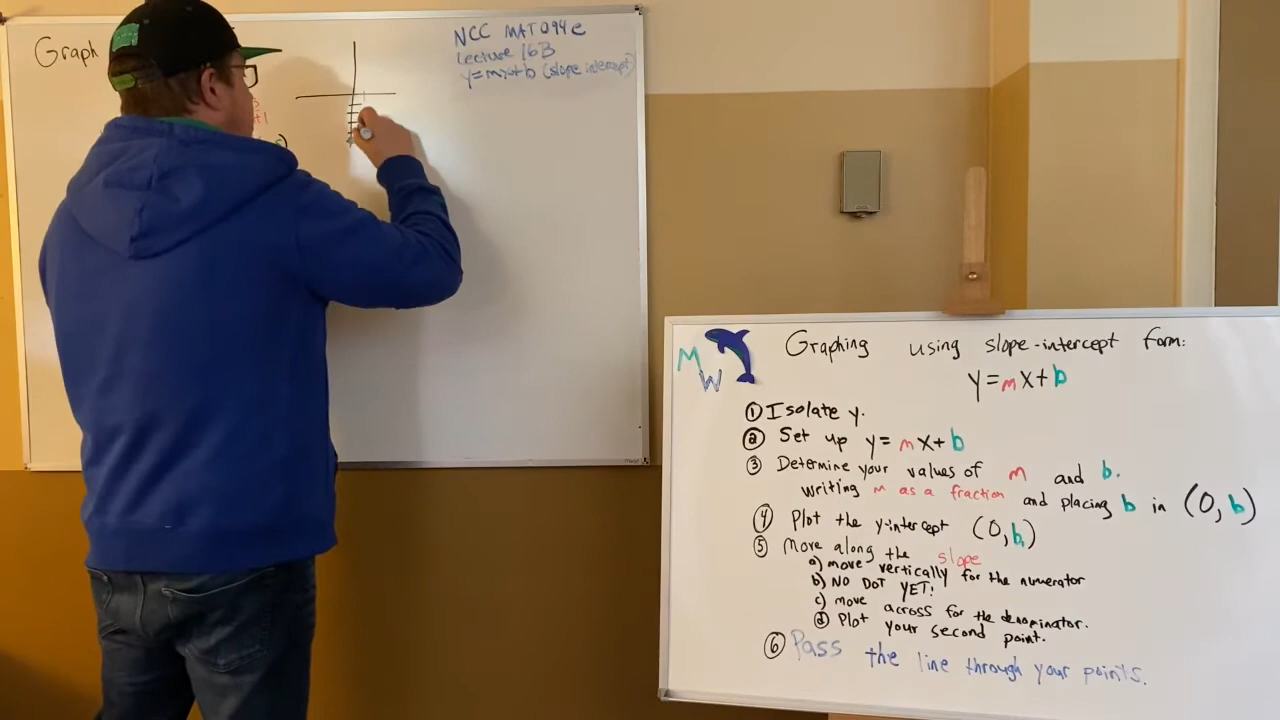 Graph
NCC MAT094e
Lecture 16B
y=mx+b (slope intercept)
+1
MW
Graphing using slope-intercept form:
y=mx+b
① Isolate y.
② Set up y=mx+b
③ Determine your values of m and b.
writing m as a fraction and placing b in (0,b)
④ Plot the y-intercept (0,b)
⑤ Move along the slope
a) move vertically for the numerator
b) NO DOT YET!
c) move across for the denominator.
ⓓ Plot your second point.
⑥ Pass the line through your points.